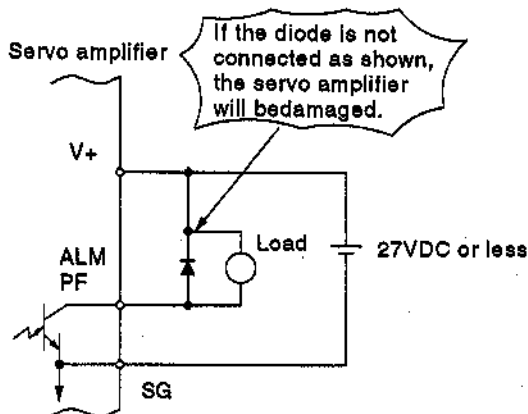 If the diode is not
connected as shown,
the servo amplifier
will bedamaged.
Servo amplifier
V+
ALM
PF
Load
27VDC or less
SG